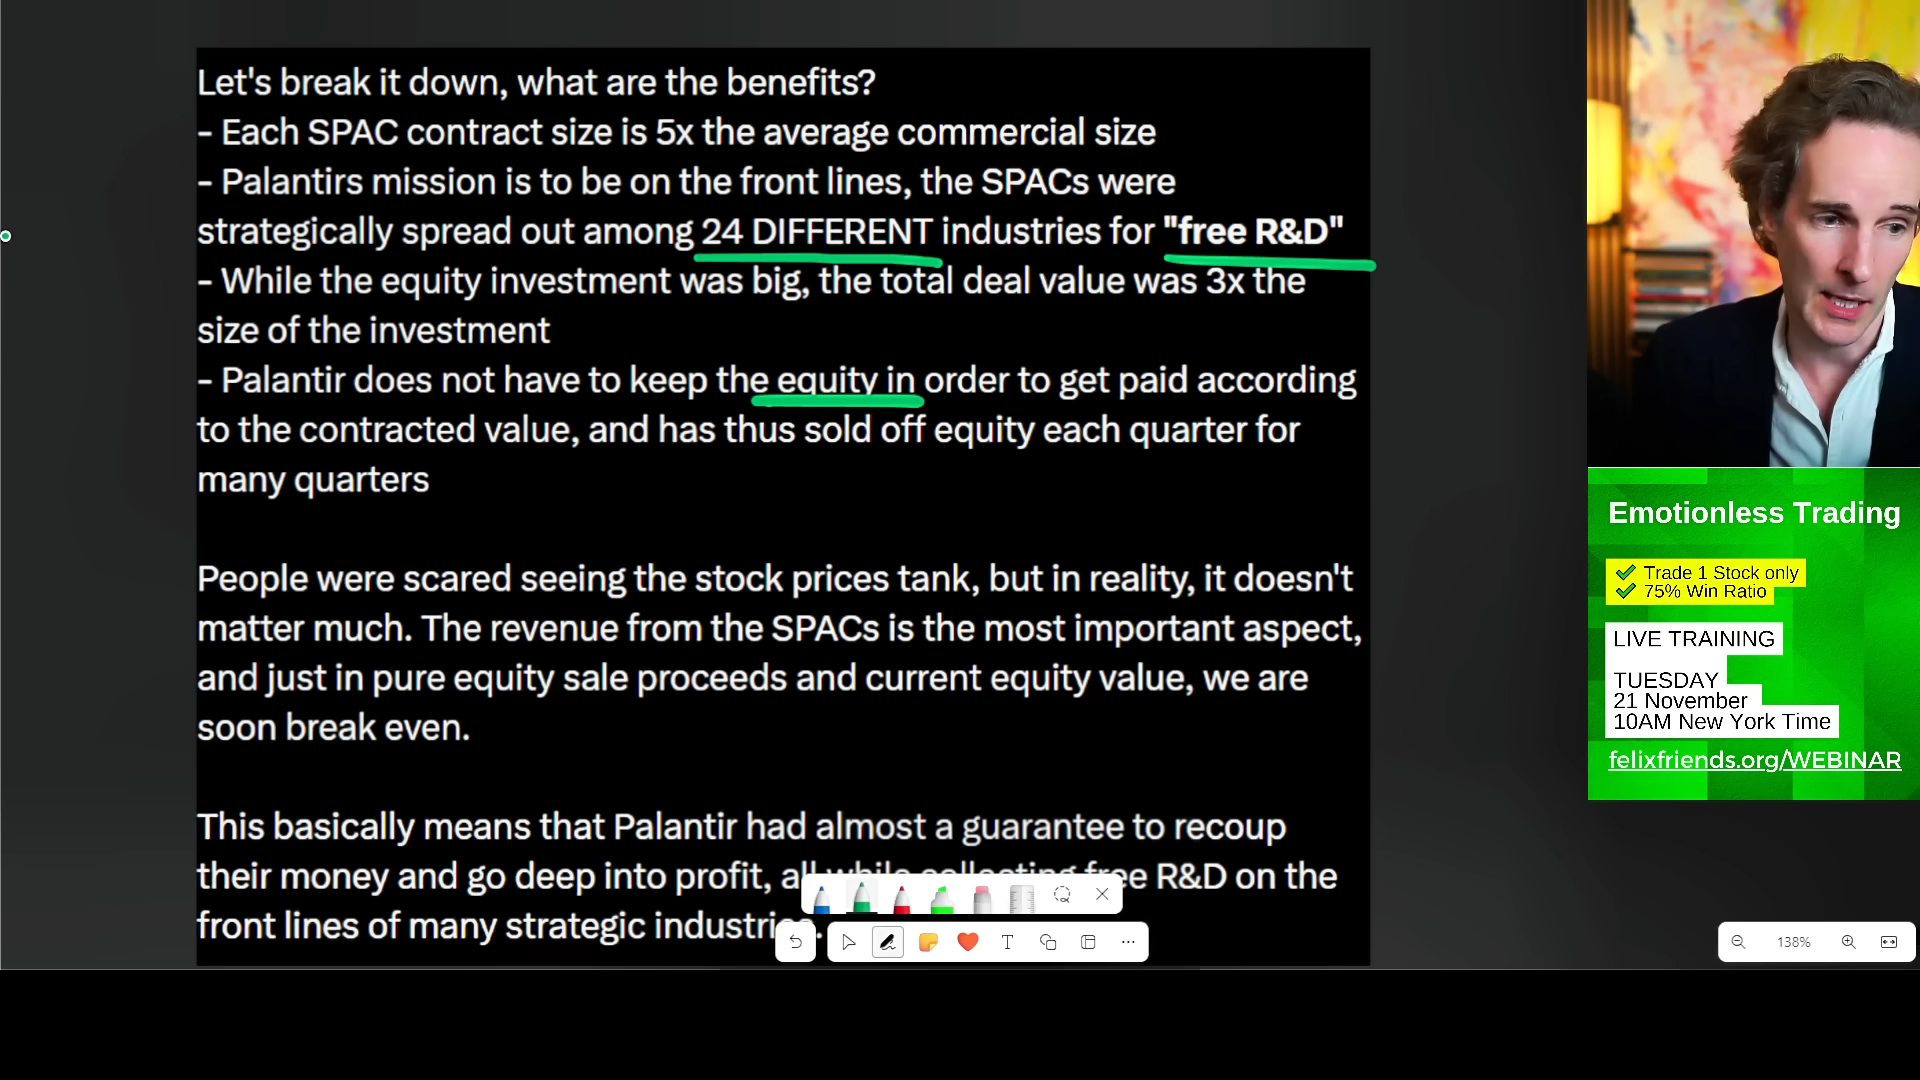 Let's break it down, what are the benefits?
- Each SPAC contract size is 5x the average commercial size
- Palantirs mission is to be on the front lines, the SPACs were
strategically spread out among 24 DIFFERENT industries for "free R&D"
- While the equity investment was big, the total deal value was 3x the
size of the investment
- Palantir does not have to keep the equity in order to get paid according
to the contracted value, and has thus sold off equity each quarter for
many quarters
People were scared seeing the stock prices tank, but in reality, it doesn't
matter much. The revenue from the SPACs is the most important aspect,
and just in pure equity sale proceeds and current equity value, we are
soon break even.
This basically means that Palantir had almost a guarantee to recoup
their money and go deep into profit, all while collecting free R&D on the
front lines of many strategic industries.
Emotionless Trading
Trade 1 Stock only
75% Win Ratio
LIVE TRAINING
TUESDAY
21 November
10AM New York Time
felixfriends.org/WEBINAR
T
138%